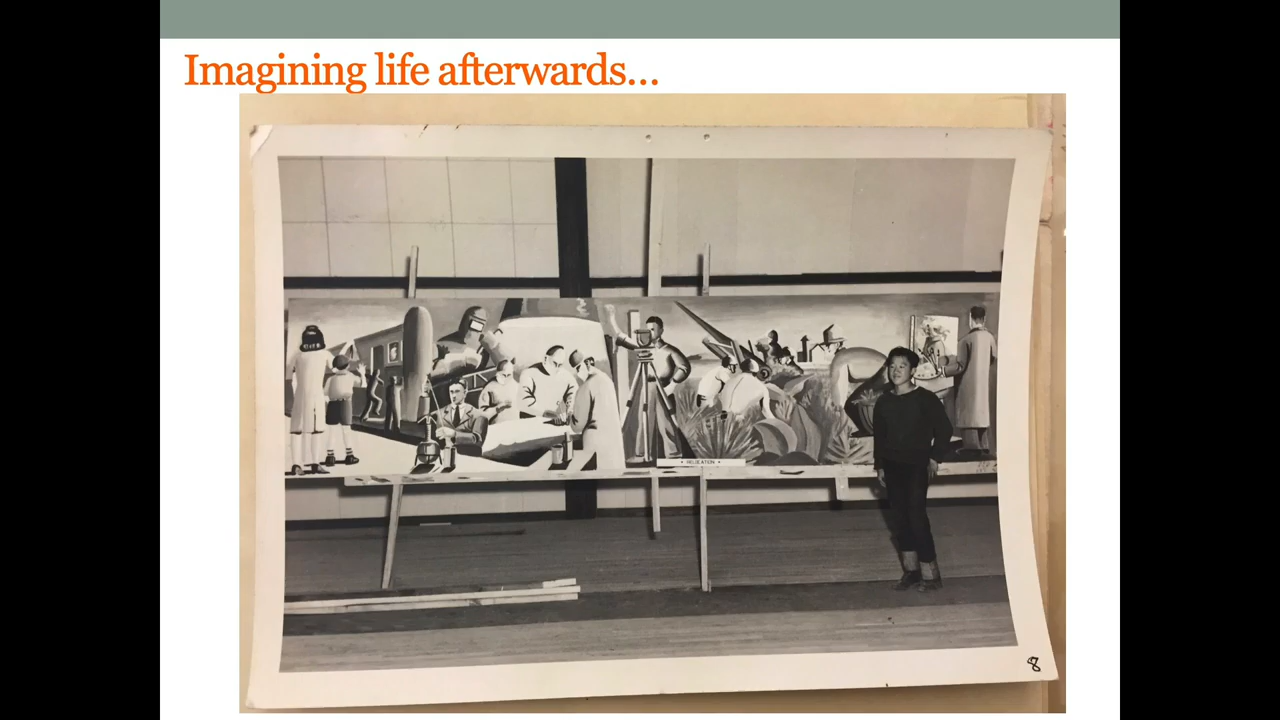 Imagining life afterwards...
• RELOCATION •
8